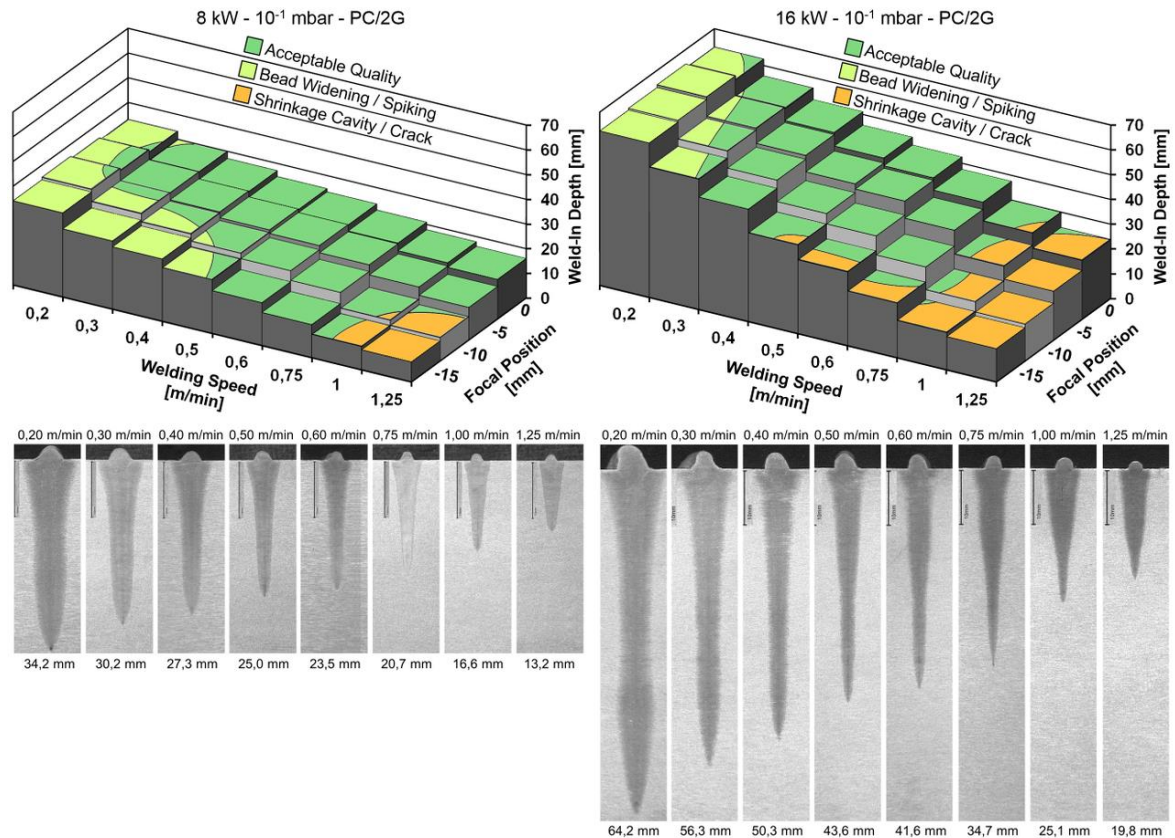 8 kW - 10⁻¹ mbar - PC/2G
Acceptable Quality
Bead Widening / Spiking
Shrinkage Cavity / Crack
70
60
50
40
30
20
10
0
Weld-In Depth [mm]
0,2
0,3
0,4
0,5
0,6
0,75
1
1,25
Welding Speed
[m/min]
0
-5
-10
-15
Focal Position
[mm]
16 kW - 10⁻¹ mbar - PC/2G
Acceptable Quality
Bead Widening / Spiking
Shrinkage Cavity / Crack
70
60
50
40
30
20
10
0
Weld-In Depth [mm]
0,2
0,3
0,4
0,5
0,6
0,75
1
1,25
Welding Speed
[m/min]
0
-5
-10
-15
Focal Position
[mm]
0,20 m/min 0,30 m/min 0,40 m/min 0,50 m/min 0,60 m/min 0,75 m/min 1,00 m/min 1,25 m/min
34,2 mm 30,2 mm 27,3 mm 25,0 mm 23,5 mm 20,7 mm 16,6 mm 13,2 mm
0,20 m/min 0,30 m/min 0,40 m/min 0,50 m/min 0,60 m/min 0,75 m/min 1,00 m/min 1,25 m/min
10mm
10mm
10mm
10mm
10mm
10mm
10mm
64,2 mm 56,3 mm 50,3 mm 43,6 mm 41,6 mm 34,7 mm 25,1 mm 19,8 mm